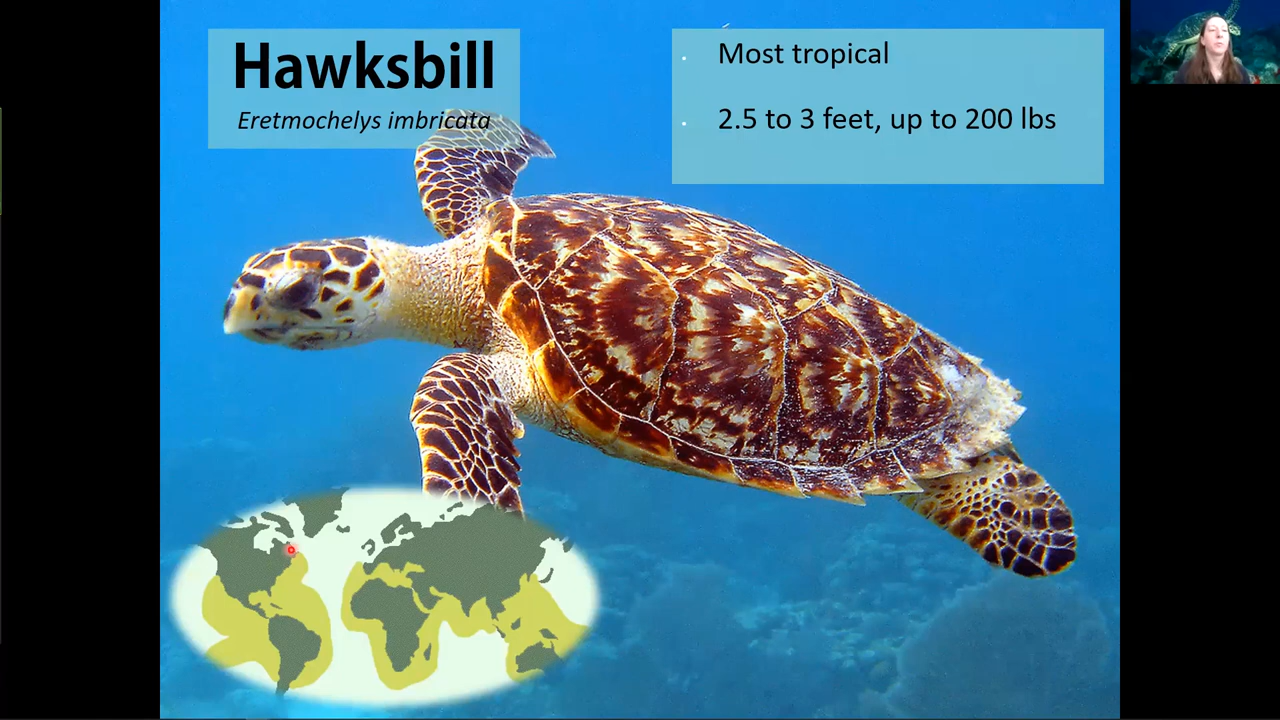 Hawksbill
Eretmochelys imbricata
Most tropical
2.5 to 3 feet, up to 200 lbs